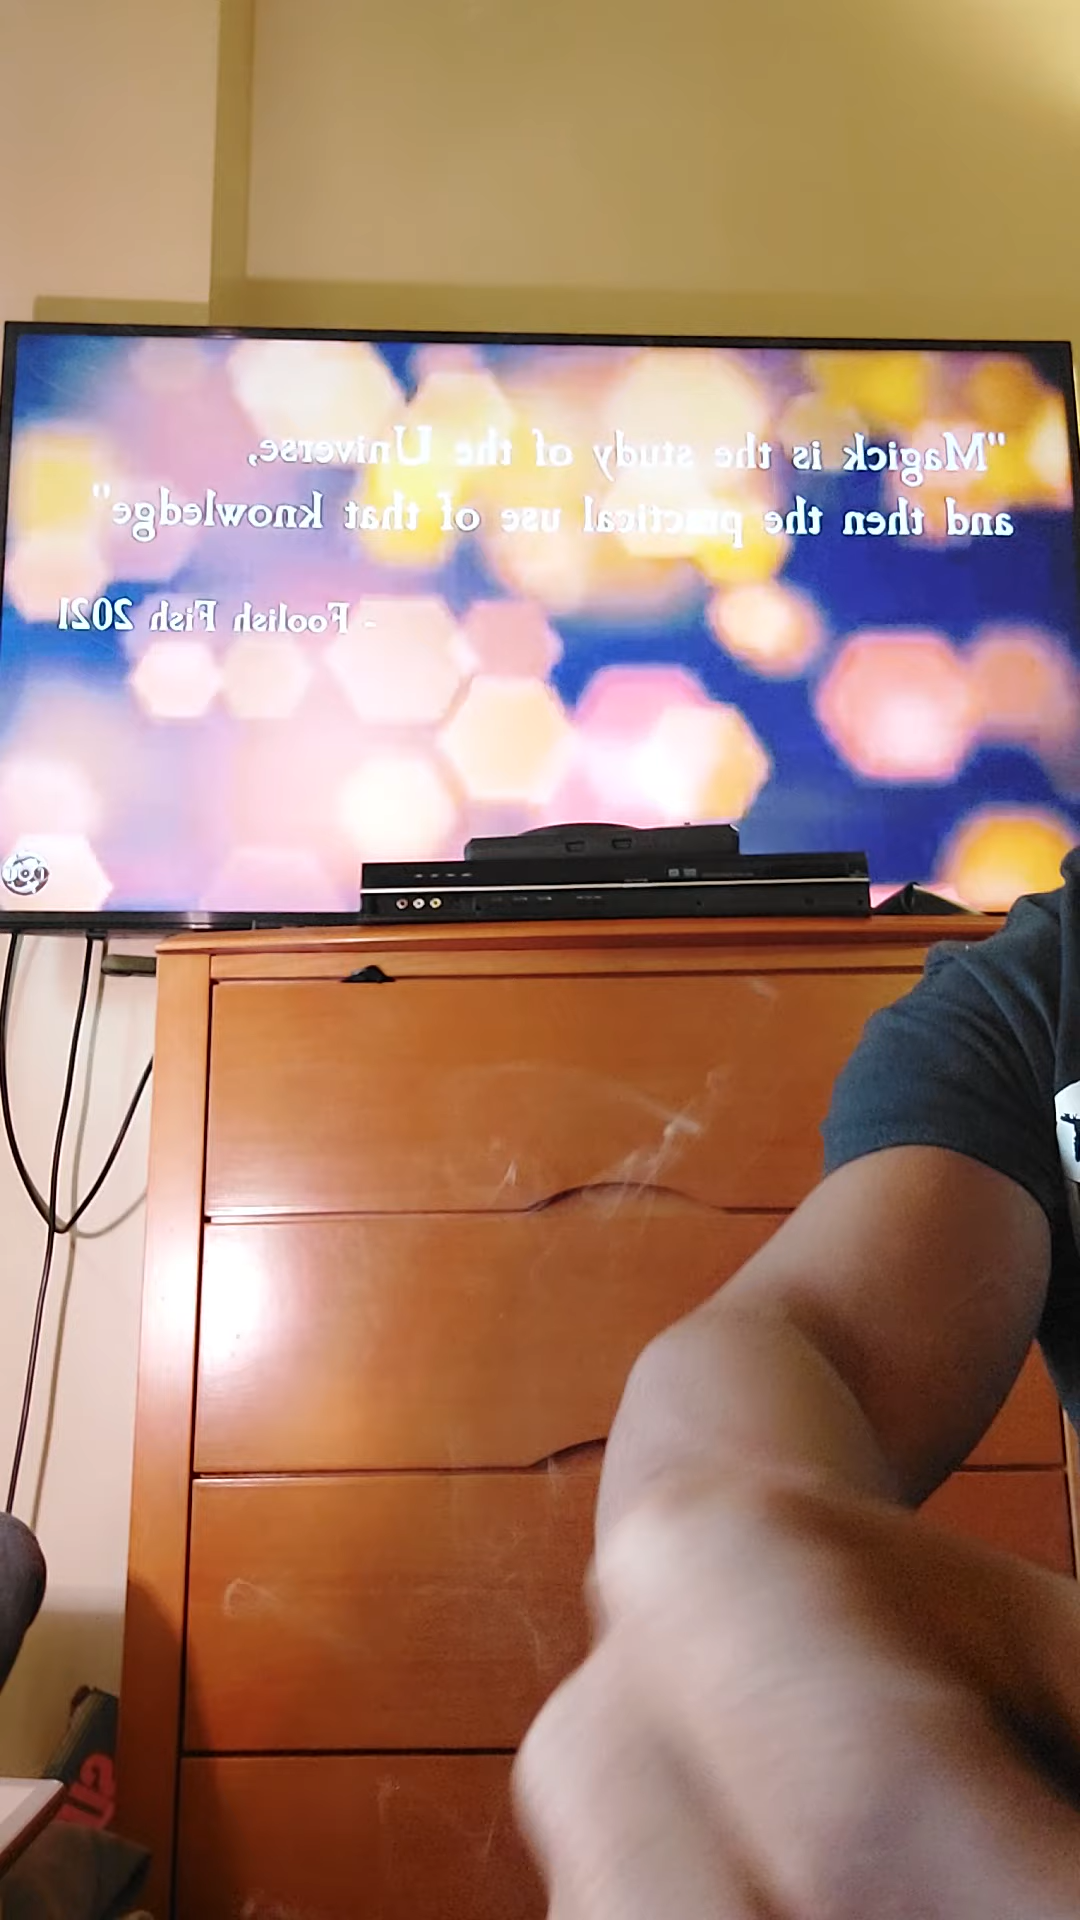 "Magick is the study of the Universe,
and then the practical use of that knowledge"
- Foolish Fish 2021